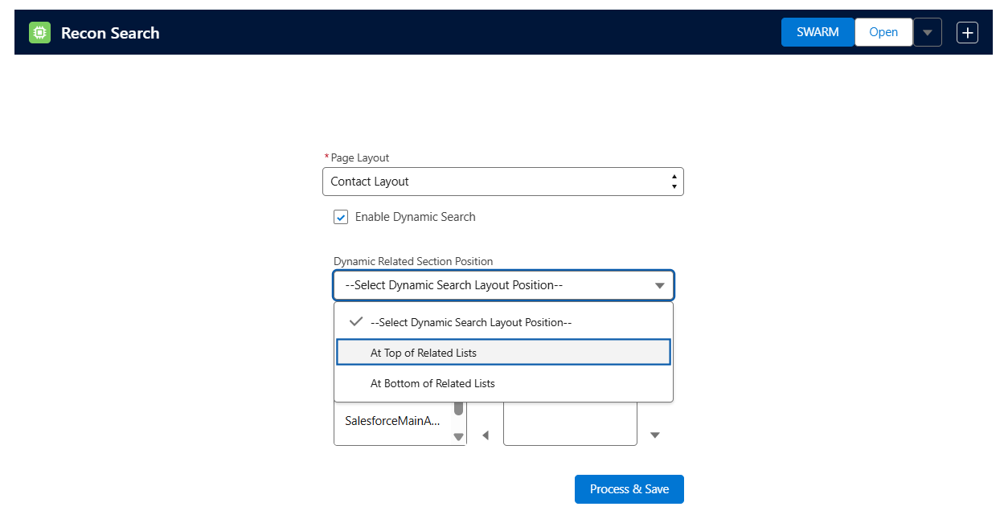 Recon Search
SWARM
Open
*Page Layout
Contact Layout
Enable Dynamic Search
Dynamic Related Section Position
--Select Dynamic Search Layout Position--
--Select Dynamic Search Layout Position--
At Top of Related Lists
At Bottom of Related Lists
SalesforceMainA...
Process & Save